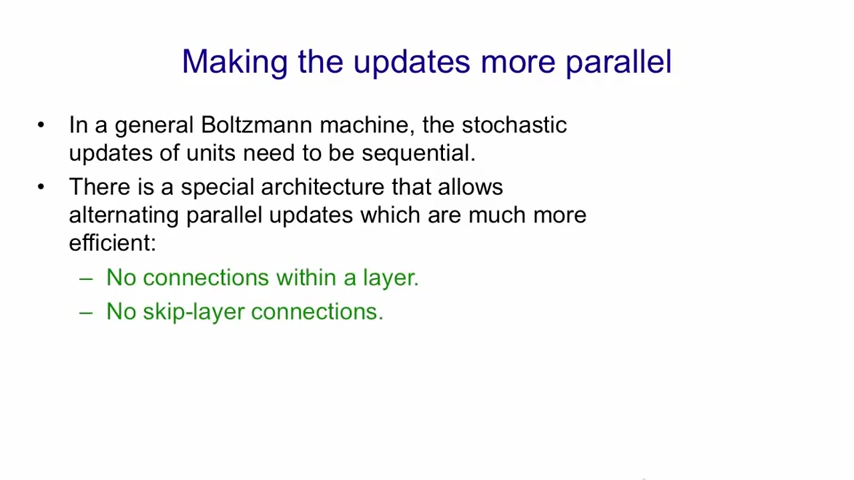 Making the updates more parallel
• In a general Boltzmann machine, the stochastic
updates of units need to be sequential.
• There is a special architecture that allows
alternating parallel updates which are much more
efficient:
– No connections within a layer.
– No skip-layer connections.